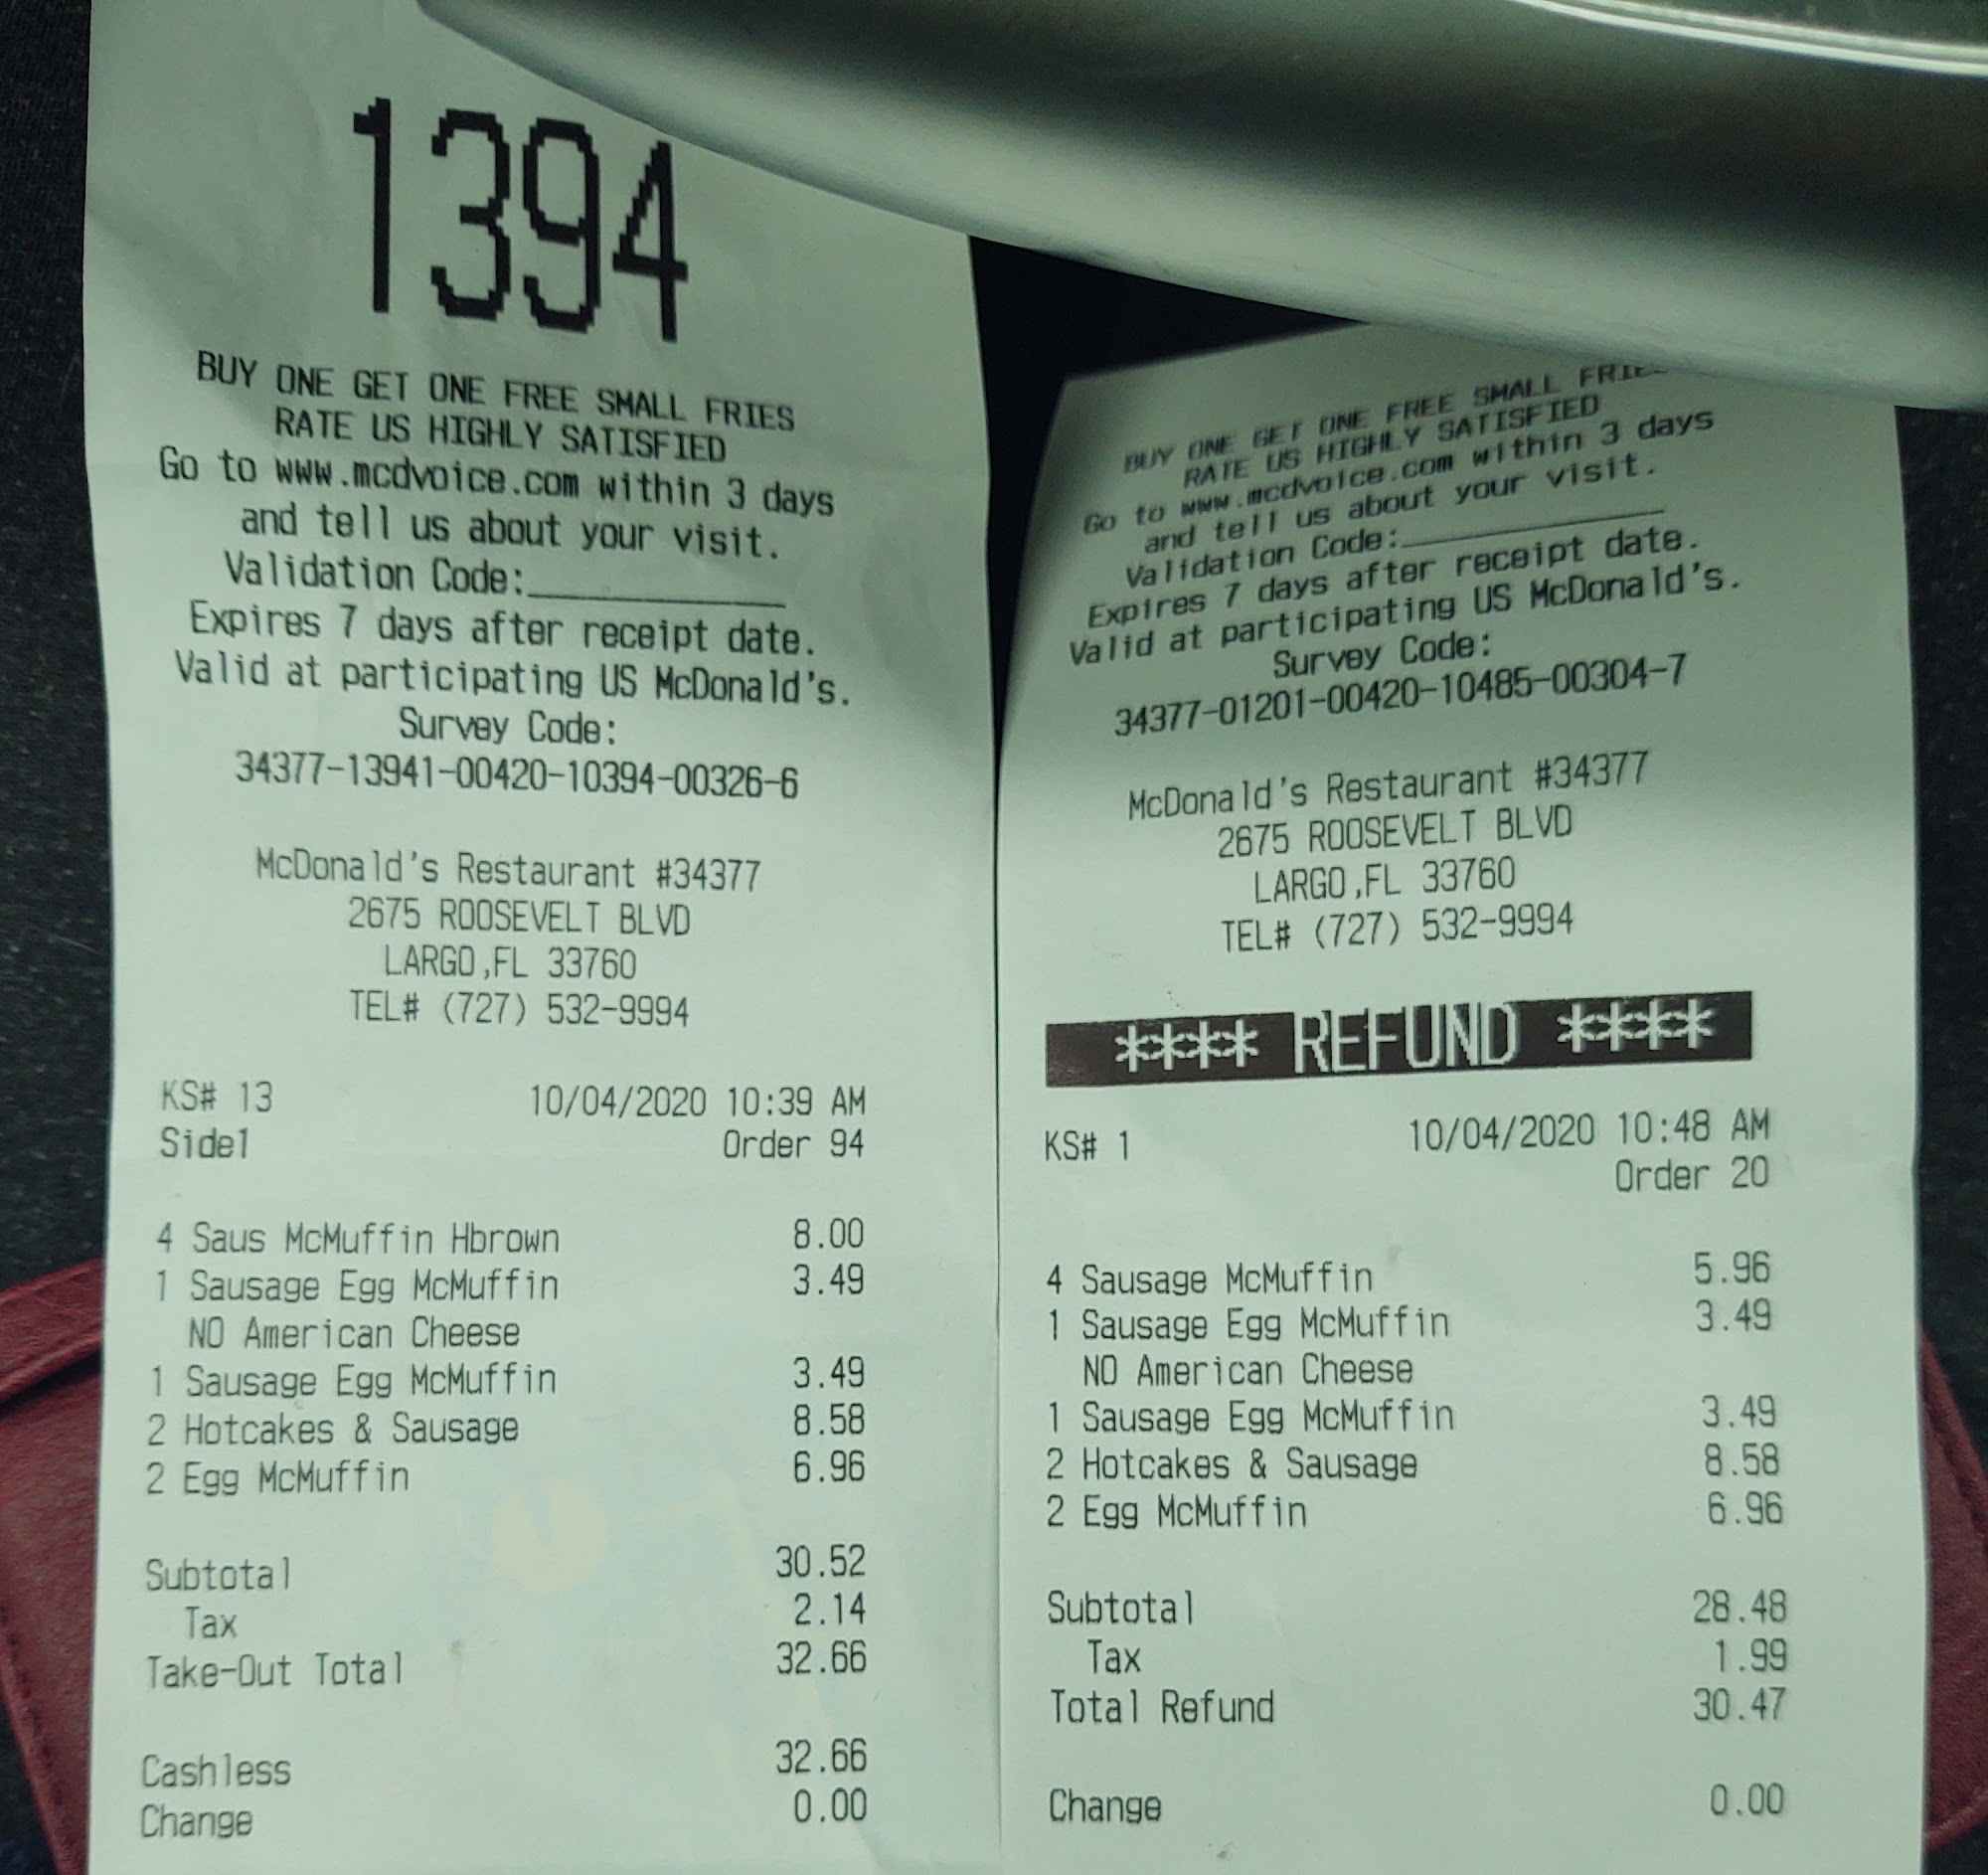 1394
BUY ONE GET ONE FREE SMALL FRIES
RATE US HIGHLY SATISFIED
Go to www.mcdvoice.com within 3 days
and tell us about your visit.
Validation Code:____________
Expires 7 days after receipt date.
Valid at participating US McDonald's.
Survey Code:
34377-13941-00420-10394-00326-6
McDonald's Restaurant #34377
2675 ROOSEVELT BLVD
LARGO,FL 33760
TEL# (727) 532-9994
KS# 13 10/04/2020 10:39 AM
Side1 Order 94
4 Saus McMuffin Hbrown 8.00
1 Sausage Egg McMuffin 3.49
NO American Cheese
1 Sausage Egg McMuffin 3.49
2 Hotcakes & Sausage 8.58
2 Egg McMuffin 6.96
Subtotal 30.52
Tax 2.14
Take-Out Total 32.66
Cashless 32.66
Change 0.00
BUY ONE GET ONE FREE SMALL
RATE US HIGHLY SATISFIED
Go to www.mcdvoice.com within 3 days
and tell us about your visit.
Validation Code:____________
Expires 7 days after receipt date.
Valid at participating US McDonald's.
Survey Code:
34377-01201-00420-10485-00304-7
McDonald's Restaurant #34377
2675 ROOSEVELT BLVD
LARGO,FL 33760
TEL# (727) 532-9994
**** REFUND ****
KS# 1 10/04/2020 10:48 AM
Order 20
4 Sausage McMuffin 5.96
1 Sausage Egg McMuffin 3.49
NO American Cheese
1 Sausage Egg McMuffin 3.49
2 Hotcakes & Sausage 8.58
2 Egg McMuffin 6.96
Subtotal 28.48
Tax 1.99
Total Refund 30.47
Change 0.00